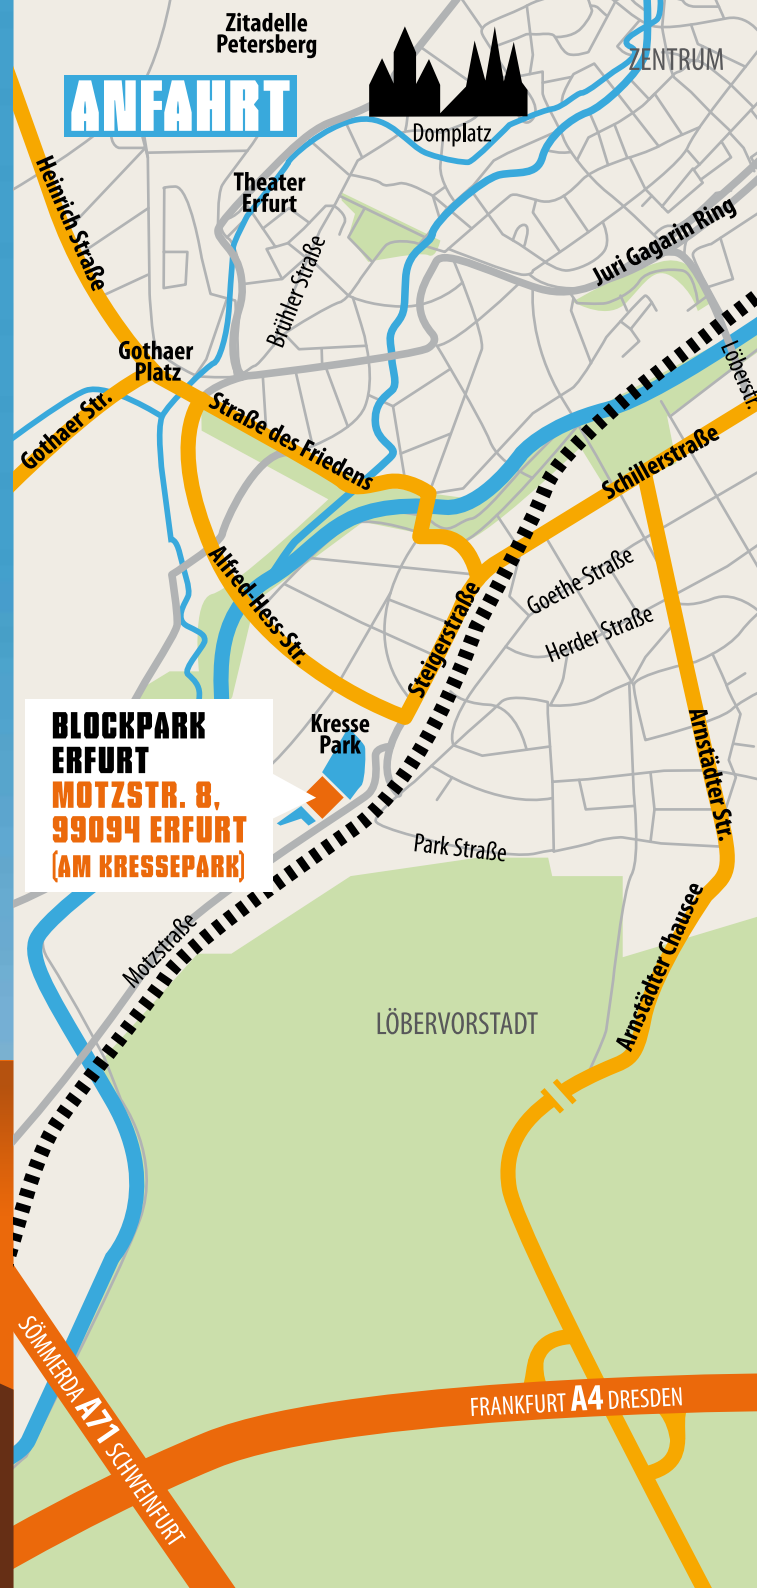 Zitadelle
Petersberg
ZENTRUM
ANFAHRT
Domplatz
Heinrich Straße
Theater
Erfurt
Juri Gagarin Ring
Brühler Straße
Gothaer
Platz
Löberstr.
Gothaer Str.
Straße des Friedens
Schillerstraße
Alfred-Hess-Str.
Goethe Straße
Steigerstraße
Herder Straße
BLOCKPARK
ERFURT
MOTZSTR. 8,
99094 ERFURT
(AM KRESSEPARK)
Kresse
Park
Arnstädter Str.
Park Straße
Motzstraße
Arnstädter Chausee
LÖBERVORSTADT
SÖMMERDA A71 SCHWEINFURT
FRANKFURT A4 DRESDEN